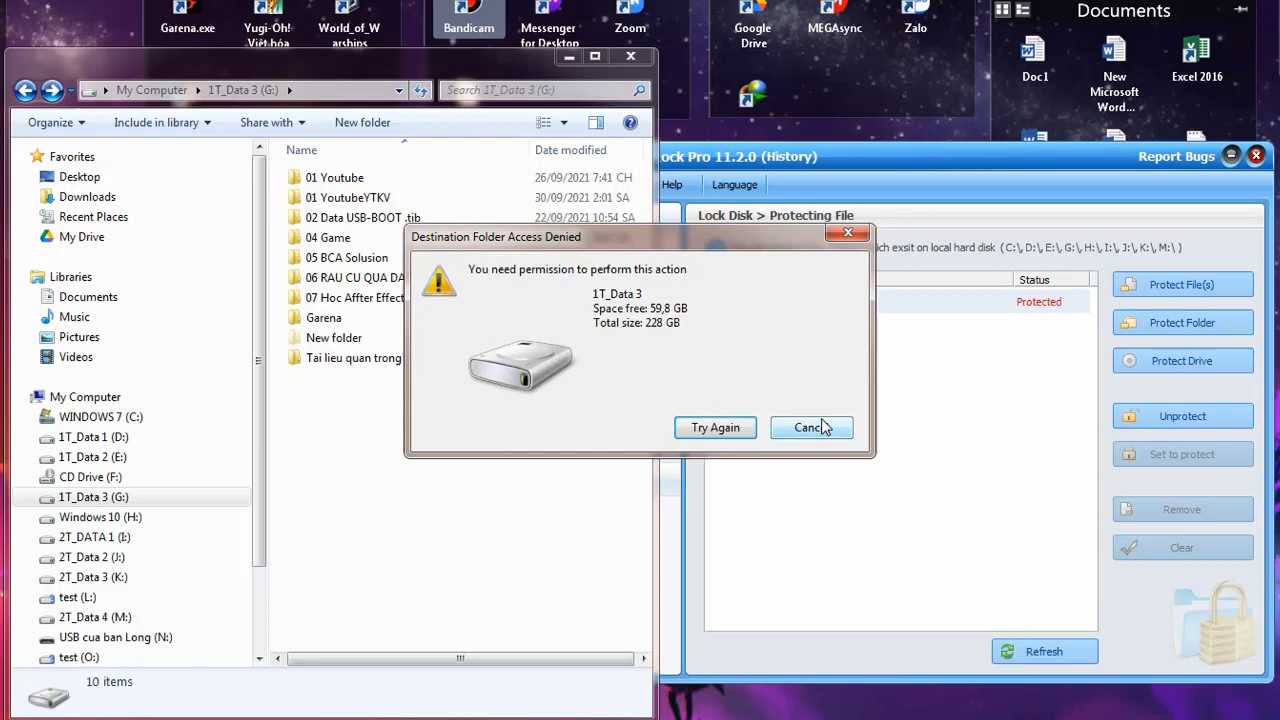 Garena.exe
Yugi-Oh!
Việt hóa
World_of_W
arships
Bandicam
Messenger
for Desktop
Zoom
Google
Drive
MEGAsync
Zalo
Documents
Doc1
New
Microsoft
Word...
Excel 2016
My Computer
1T_Data 3 (G:)
Search 1T_Data 3 (G:)
Organize
Include in library
Share with
New folder
Favorites
Desktop
Downloads
Recent Places
My Drive
Libraries
Documents
Music
Pictures
Videos
My Computer
WINDOWS 7 (C:)
1T_Data 1 (D:)
1T_Data 2 (E:)
CD Drive (F:)
1T_Data 3 (G:)
Windows 10 (H:)
2T_DATA 1 (I:)
2T_Data 2 (J:)
2T_Data 3 (K:)
test (L:)
2T_Data 4 (M:)
USB cua ban Long (N:)
test (O:)
Name
Date modified
01 Youtube
26/09/2021 7:41 CH
01 YoutubeYTKV
30/09/2021 2:01 SA
02 Data USB-BOOT .tib
22/09/2021 10:54 SA
04 Game
05 BCA Solusion
06 RAU CU QUA DA
07 Hoc Affter Effect
Garena
New folder
Tai lieu quan trong
10 items
Destination Folder Access Denied
You need permission to perform this action
1T_Data 3
Space free: 59,8 GB
Total size: 228 GB
Try Again
Cancel
ock Pro 11.2.0 (History)
Report Bugs
Help
Language
Lock Disk > Protecting File
ich exsit on local hard disk (C:\,D:\,E:\,G:\,H:\,I:\,J:\,K:\,M:\)
Status
Protected
Protect File(s)
Protect Folder
Protect Drive
Unprotect
Set to protect
Remove
Clear
Refresh